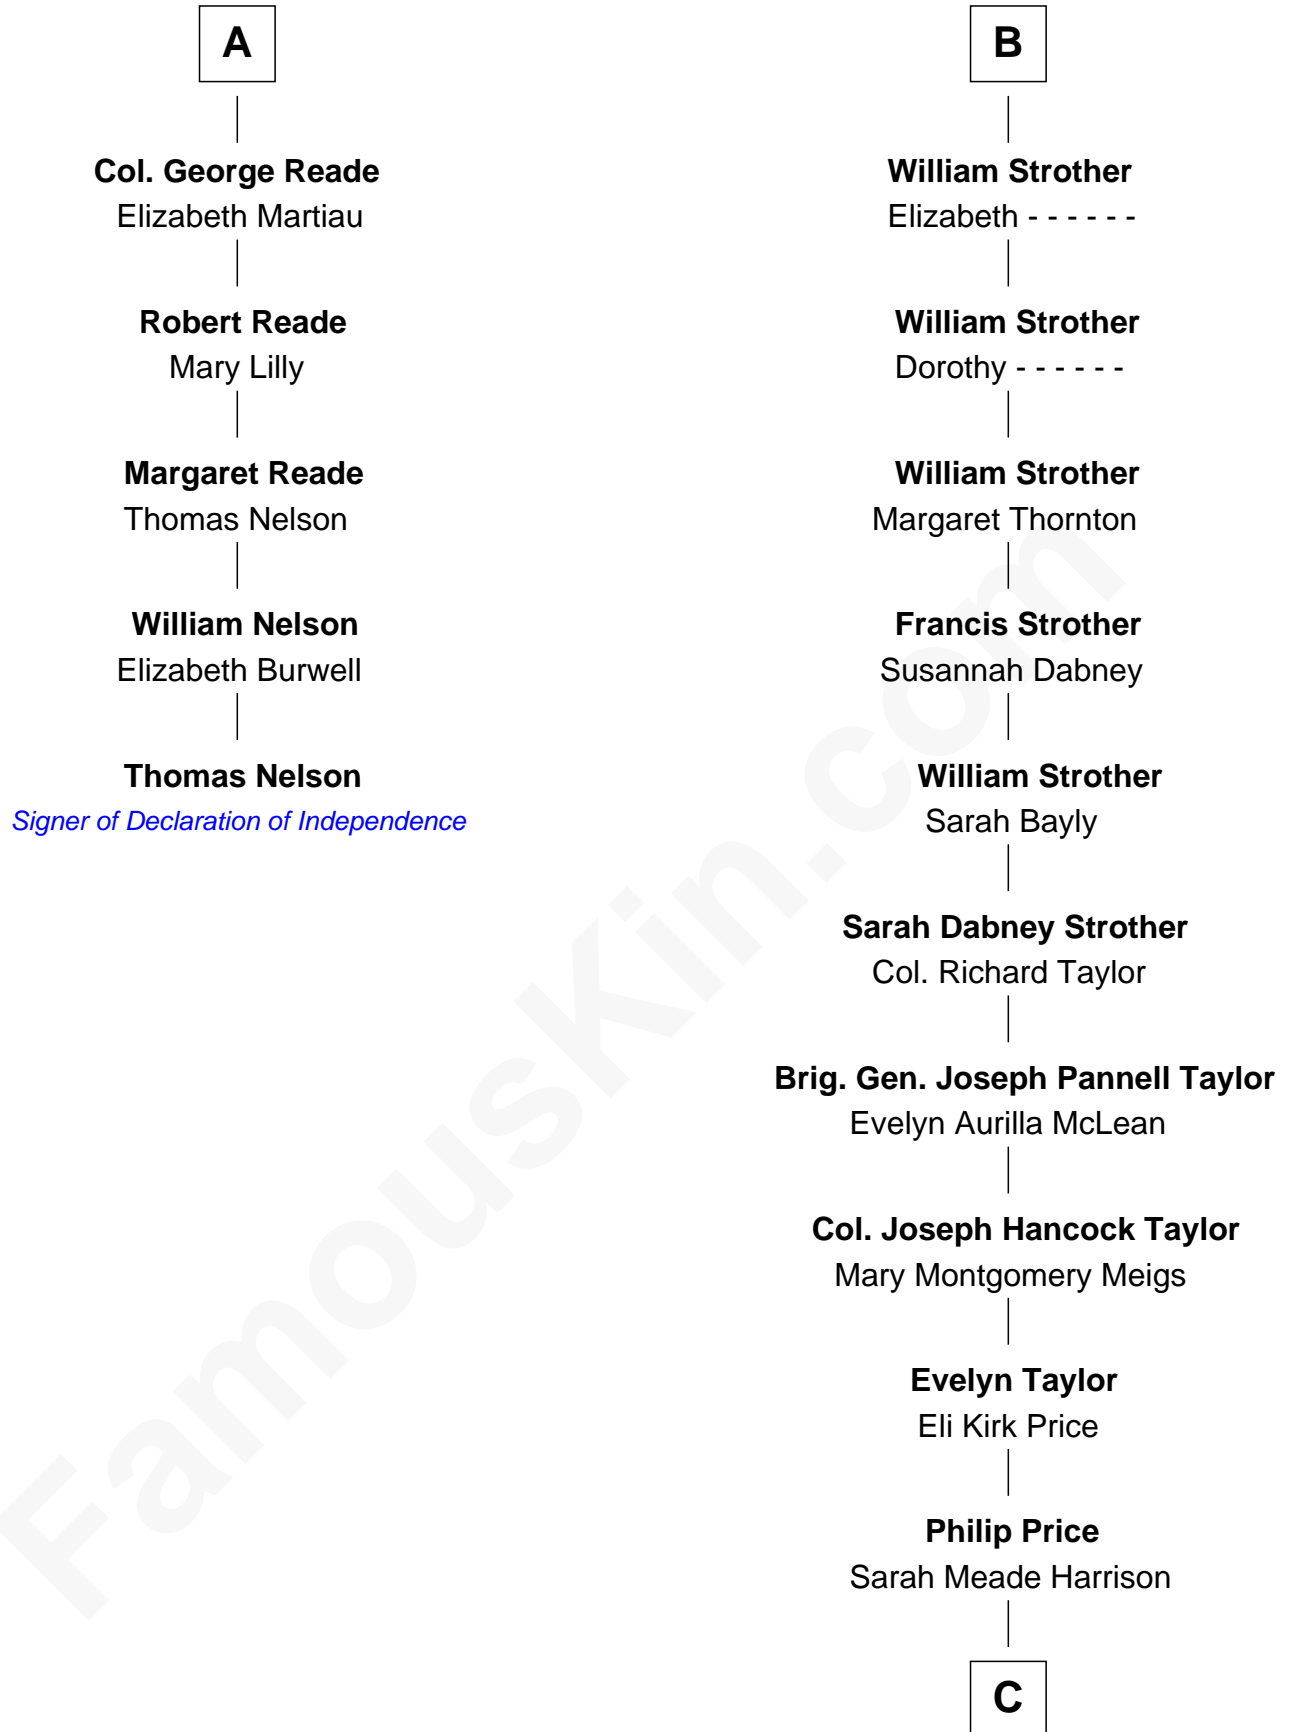 A
Col. George Reade
Elizabeth Martiau
Robert Reade
Mary Lilly
Margaret Reade
Thomas Nelson
William Nelson
Elizabeth Burwell
Thomas Nelson
Signer of Declaration of Independence
B
William Strother
Elizabeth - - - - - -
William Strother
Dorothy - - - - - -
William Strother
Margaret Thornton
Francis Strother
Susannah Dabney
William Strother
Sarah Bayly
Sarah Dabney Strother
Col. Richard Taylor
Brig. Gen. Joseph Pannell Taylor
Evelyn Aurilla McLean
Col. Joseph Hancock Taylor
Mary Montgomery Meigs
Evelyn Taylor
Eli Kirk Price
Philip Price
Sarah Meade Harrison
C
FamousKin.com